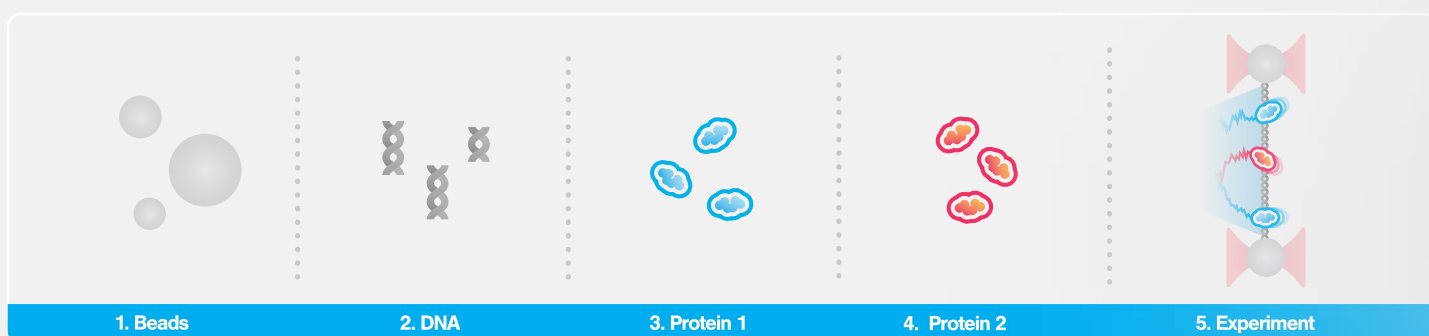 1. Beads
2. DNA
3. Protein 1
4. Protein 2
5. Experiment